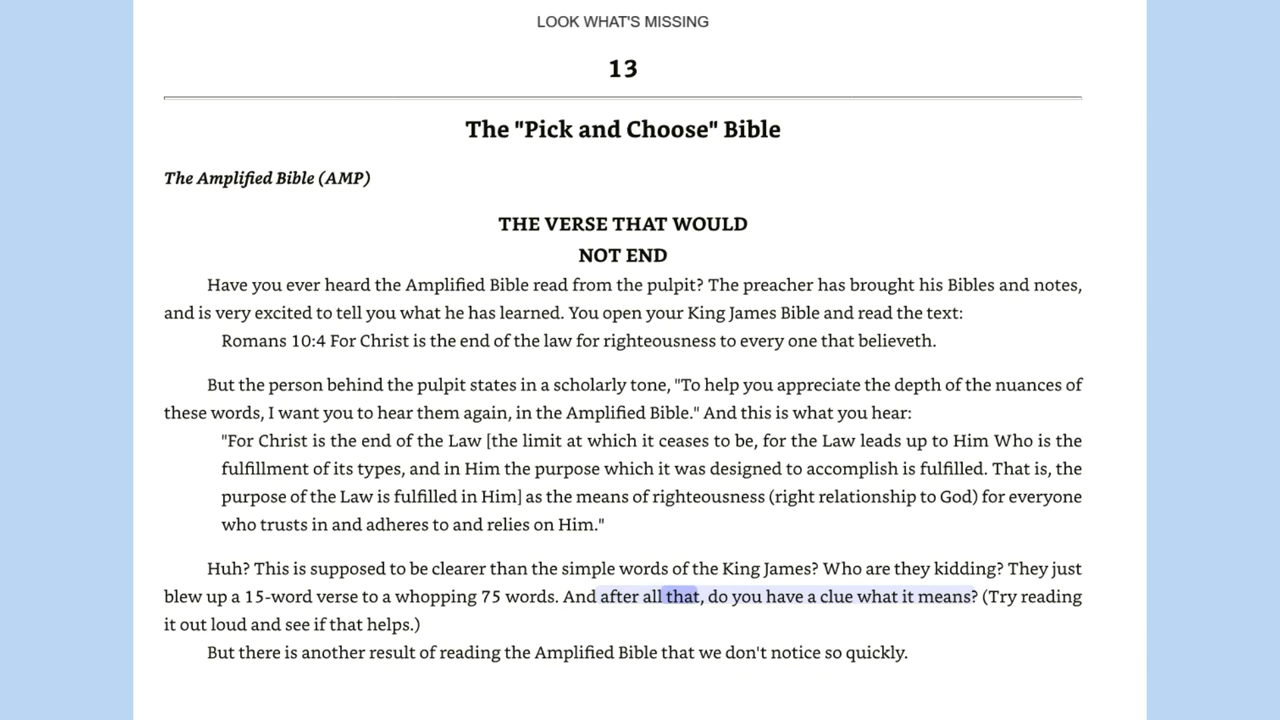 LOOK WHAT'S MISSING
13
The "Pick and Choose" Bible
The Amplified Bible (AMP)
THE VERSE THAT WOULD
NOT END
Have you ever heard the Amplified Bible read from the pulpit? The preacher has brought his Bibles and notes,
and is very excited to tell you what he has learned. You open your King James Bible and read the text:
Romans 10:4 For Christ is the end of the law for righteousness to every one that believeth.
But the person behind the pulpit states in a scholarly tone, "To help you appreciate the depth of the nuances of
these words, I want you to hear them again, in the Amplified Bible." And this is what you hear:
"For Christ is the end of the Law [the limit at which it ceases to be, for the Law leads up to Him Who is the
fulfillment of its types, and in Him the purpose which it was designed to accomplish is fulfilled. That is, the
purpose of the Law is fulfilled in Him] as the means of righteousness (right relationship to God) for everyone
who trusts in and adheres to and relies on Him."
Huh? This is supposed to be clearer than the simple words of the King James? Who are they kidding? They just
blew up a 15-word verse to a whopping 75 words. And after all that, do you have a clue what it means? (Try reading
it out loud and see if that helps.)
But there is another result of reading the Amplified Bible that we don't notice so quickly.